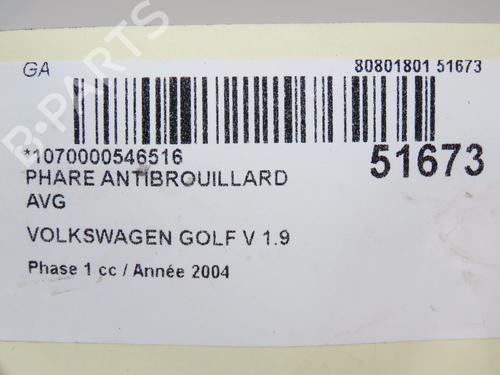 GA
80801801 51673
*1070000546516
51673
PHARE ANTIBROUILLARD
AVG
VOLKSWAGEN GOLF V 1.9
Phase 1 cc / Année 2004
B-PARTS